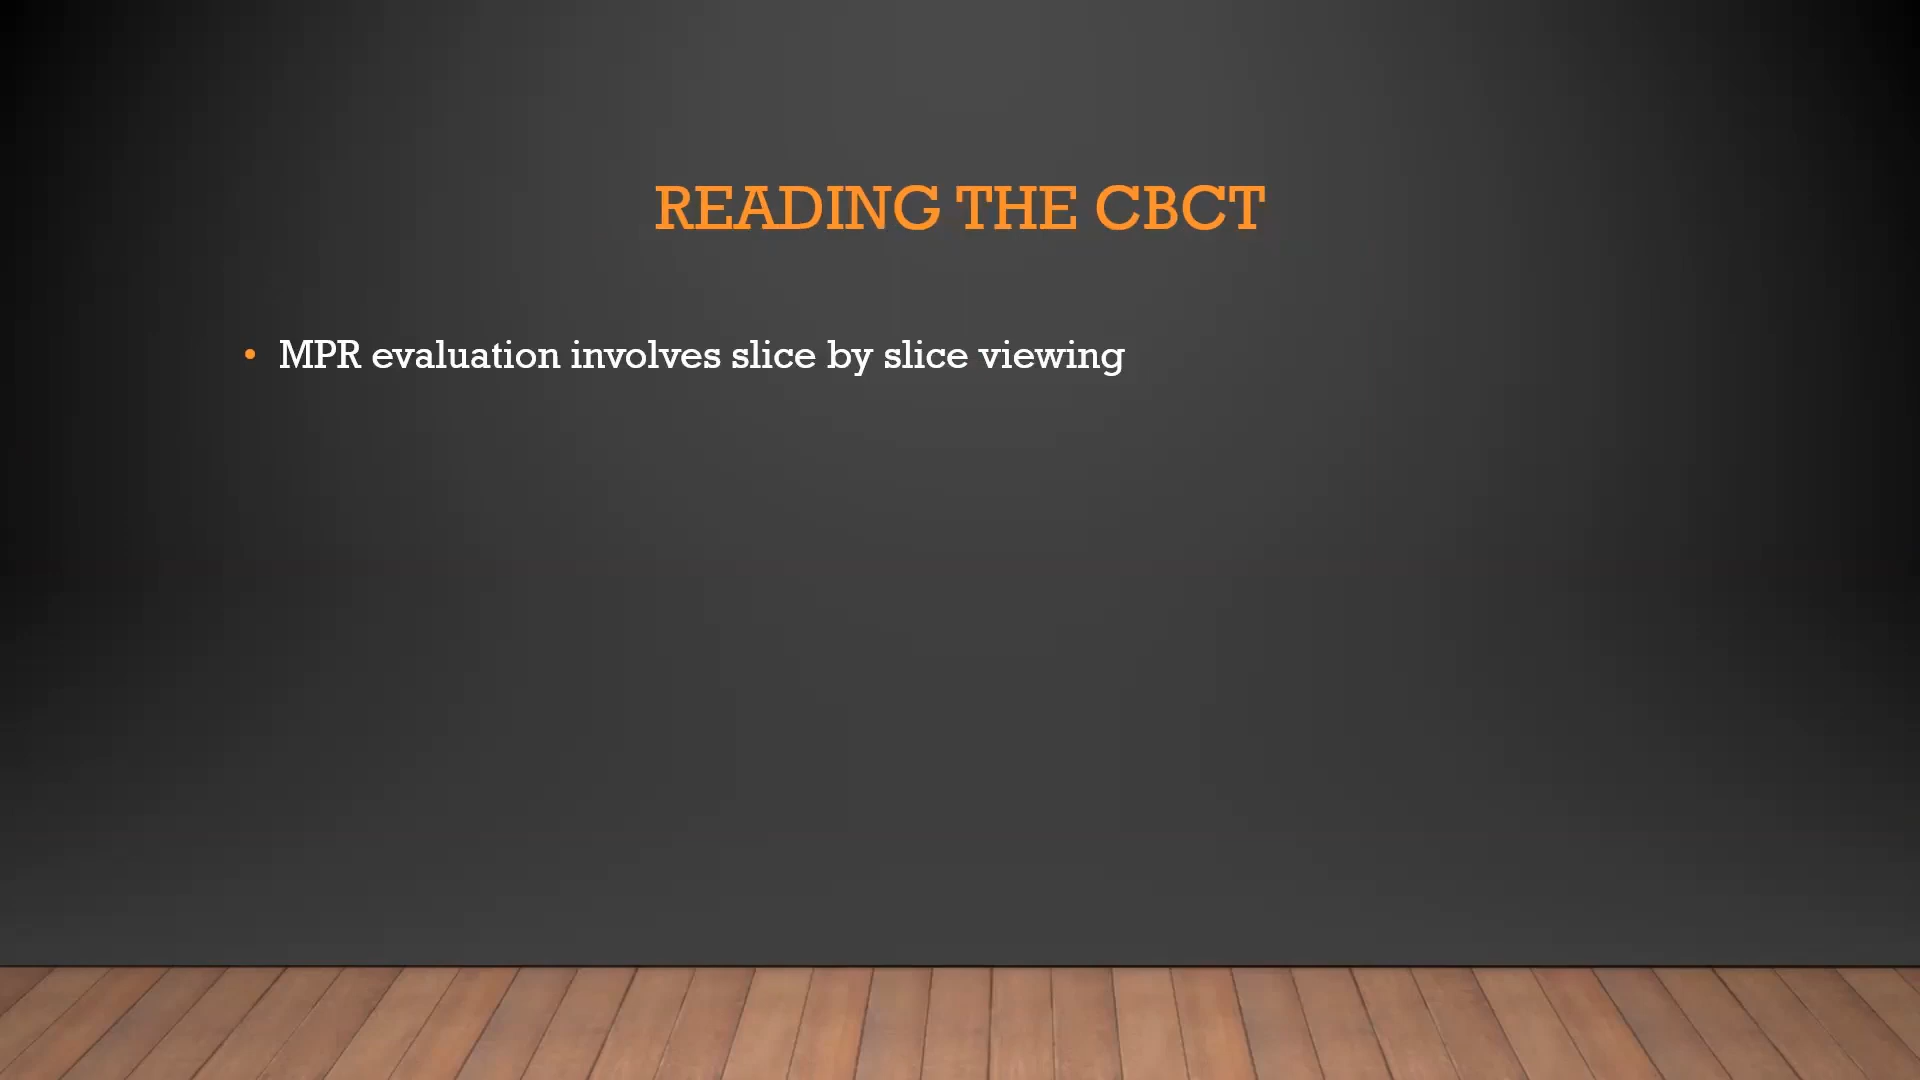 READING THE CBCT
• MPR evaluation involves slice by slice viewing